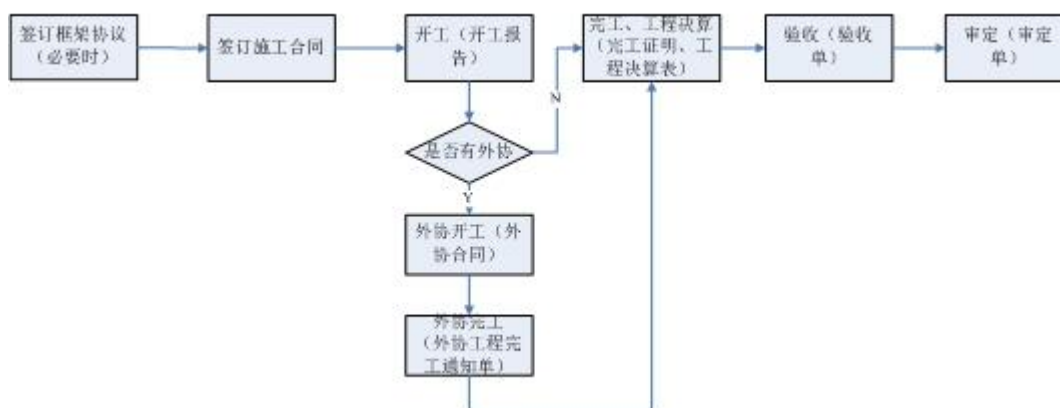 签订框架协议
（必要时）
签订施工合同
开工（开工报
告）
完工、工程决算
（完工证明、工
程决算表）
验收（验收
单）
审定（审定
单）
N
是否有外协
Y
外协开工（外
协合同）
外协完工
（外协工程完
工通知单）